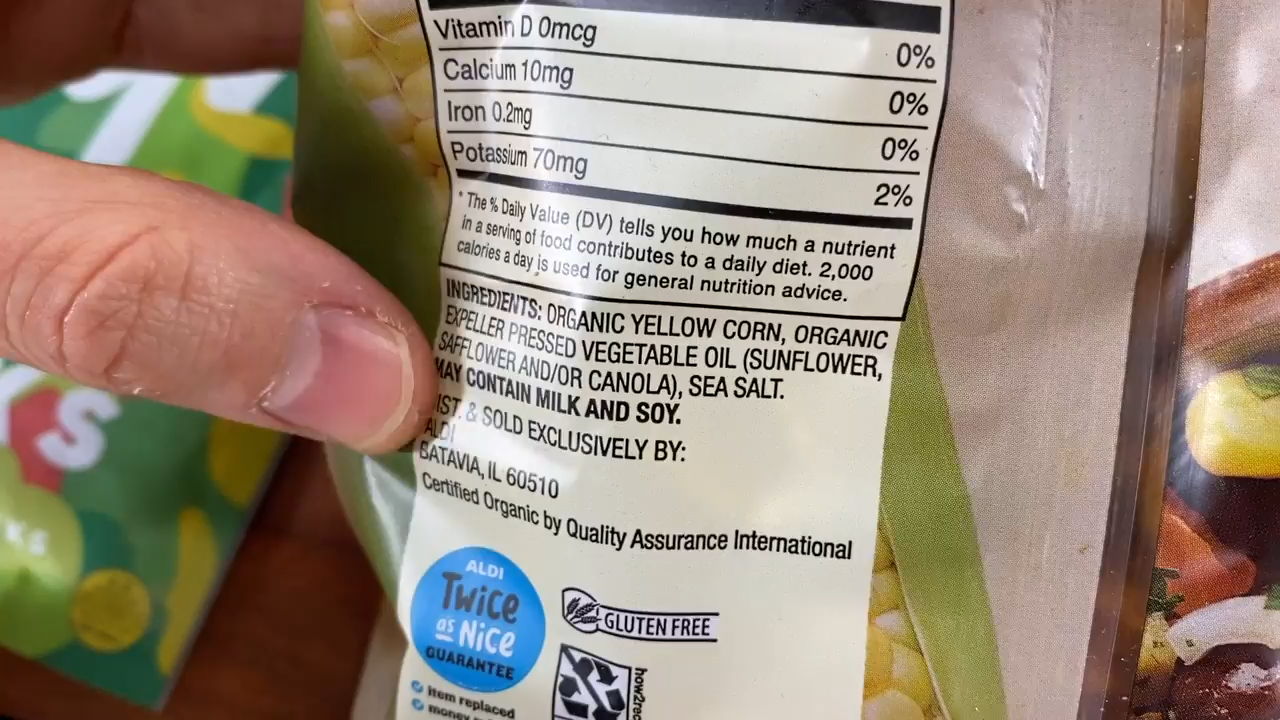 Vitamin D 0mcg 0%
Calcium 10mg 0%
Iron 0.2mg 0%
Potassium 70mg 2%
* The % Daily Value (DV) tells you how much a nutrient
in a serving of food contributes to a daily diet. 2,000
calories a day is used for general nutrition advice.
INGREDIENTS: ORGANIC YELLOW CORN, ORGANIC
EXPELLER PRESSED VEGETABLE OIL (SUNFLOWER,
SAFFLOWER AND/OR CANOLA), SEA SALT.
MAY CONTAIN MILK AND SOY.
IST. & SOLD EXCLUSIVELY BY:
ALDI
BATAVIA, IL 60510
Certified Organic by Quality Assurance International
ALDI
Twice
as Nice
GUARANTEE
GLUTEN FREE
item replaced
money
how2rec